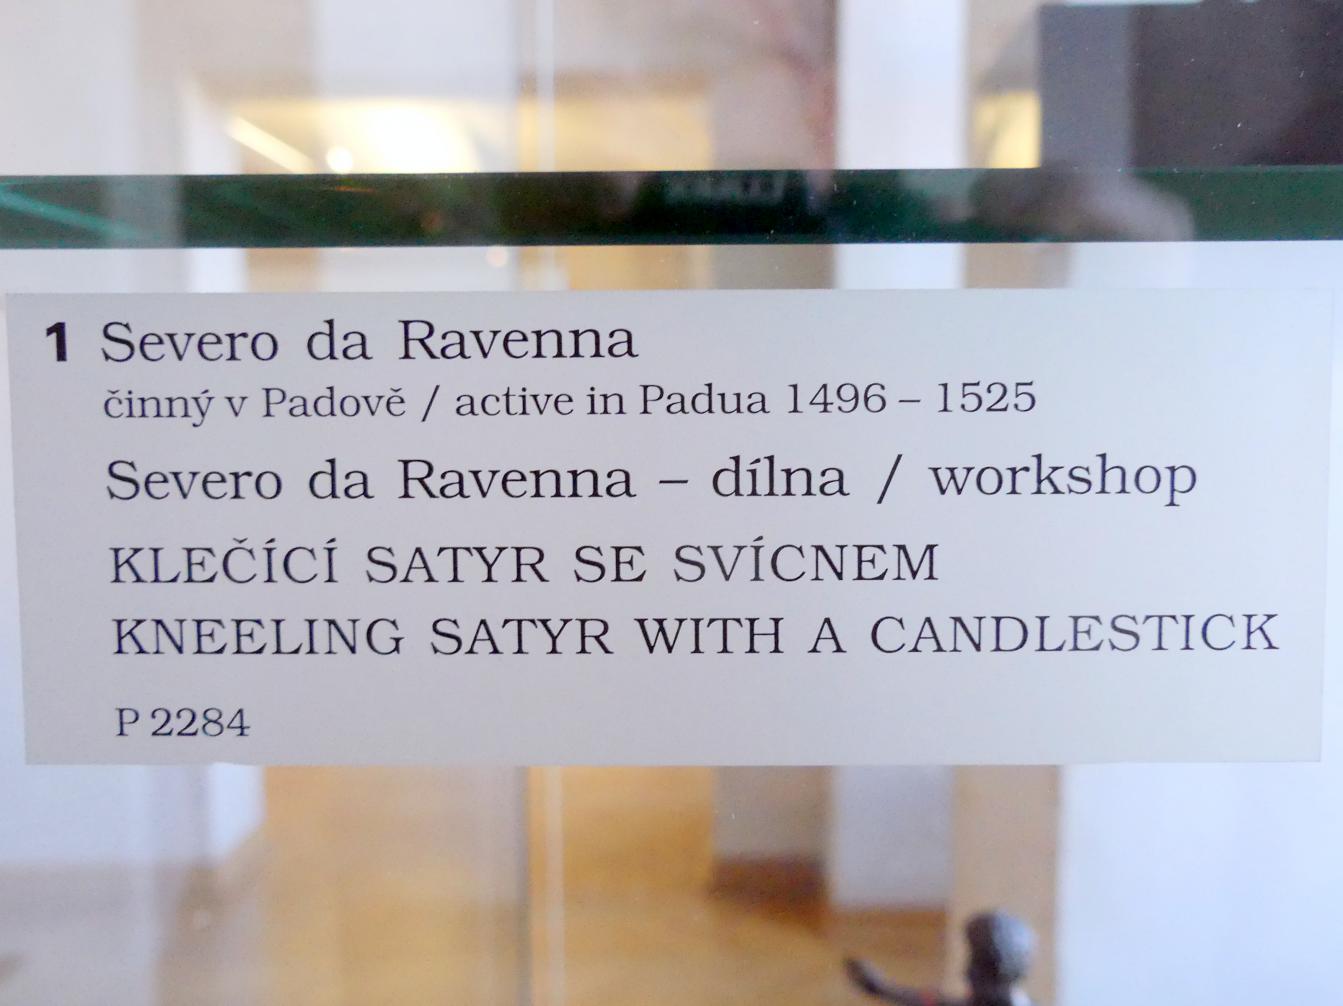 1 Severo da Ravenna
činný v Padově / active in Padua 1496 – 1525
Severo da Ravenna – dílna / workshop
KLEČÍCÍ SATYR SE SVÍCNEM
KNEELING SATYR WITH A CANDLESTICK
P 2284